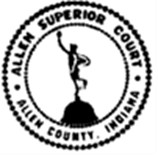 ALLEN SUPERIOR COURT
ALLEN COUNTY, INDIANA